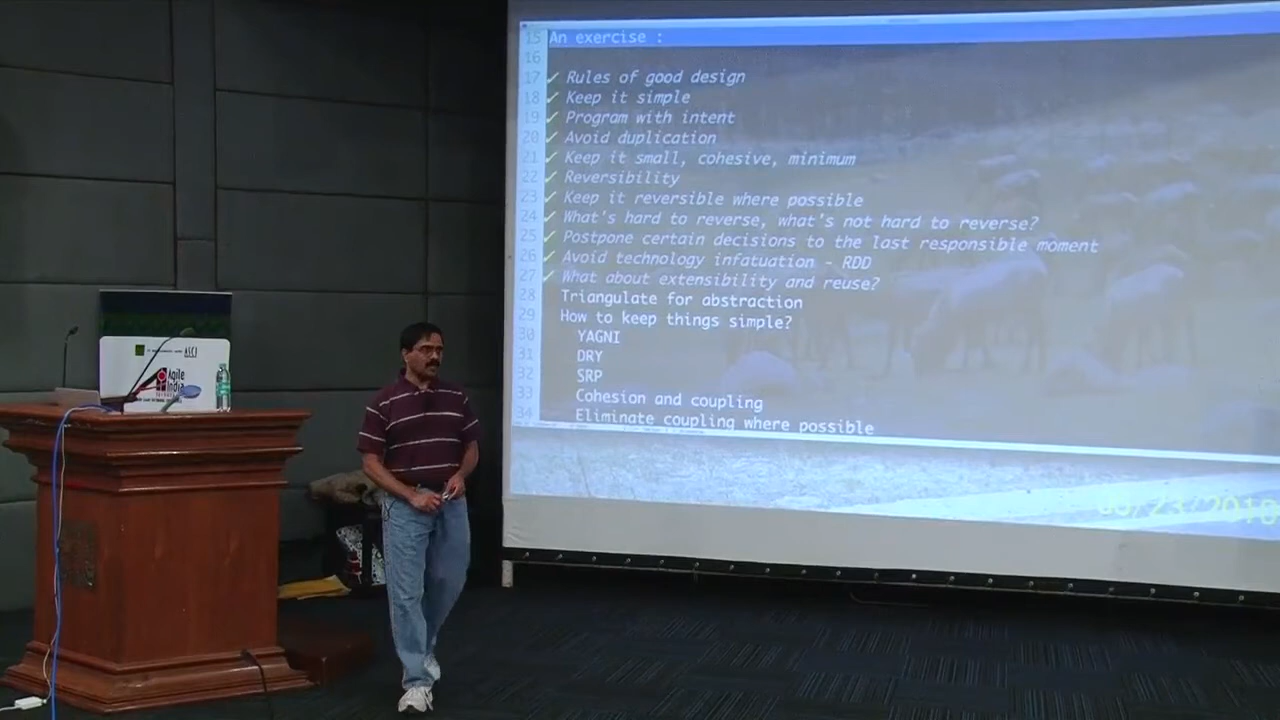 15 An exercise :
16
17 ✓ Rules of good design
18 ✓ Keep it simple
19 ✓ Program with intent
20 ✓ Avoid duplication
21 ✓ Keep it small, cohesive, minimum
22 ✓ Reversibility
23 ✓ Keep it reversible where possible
24 ✓ What's hard to reverse, what's not hard to reverse?
25 ✓ Postpone certain decisions to the last responsible moment
26 ✓ Avoid technology infatuation - RDD
27 ✓ What about extensibility and reuse?
28 Triangulate for abstraction
29 How to keep things simple?
30 YAGNI
31 DRY
32 SRP
33 Cohesion and coupling
34 Eliminate coupling where possible
/23/2010
ASCI
Agile
India